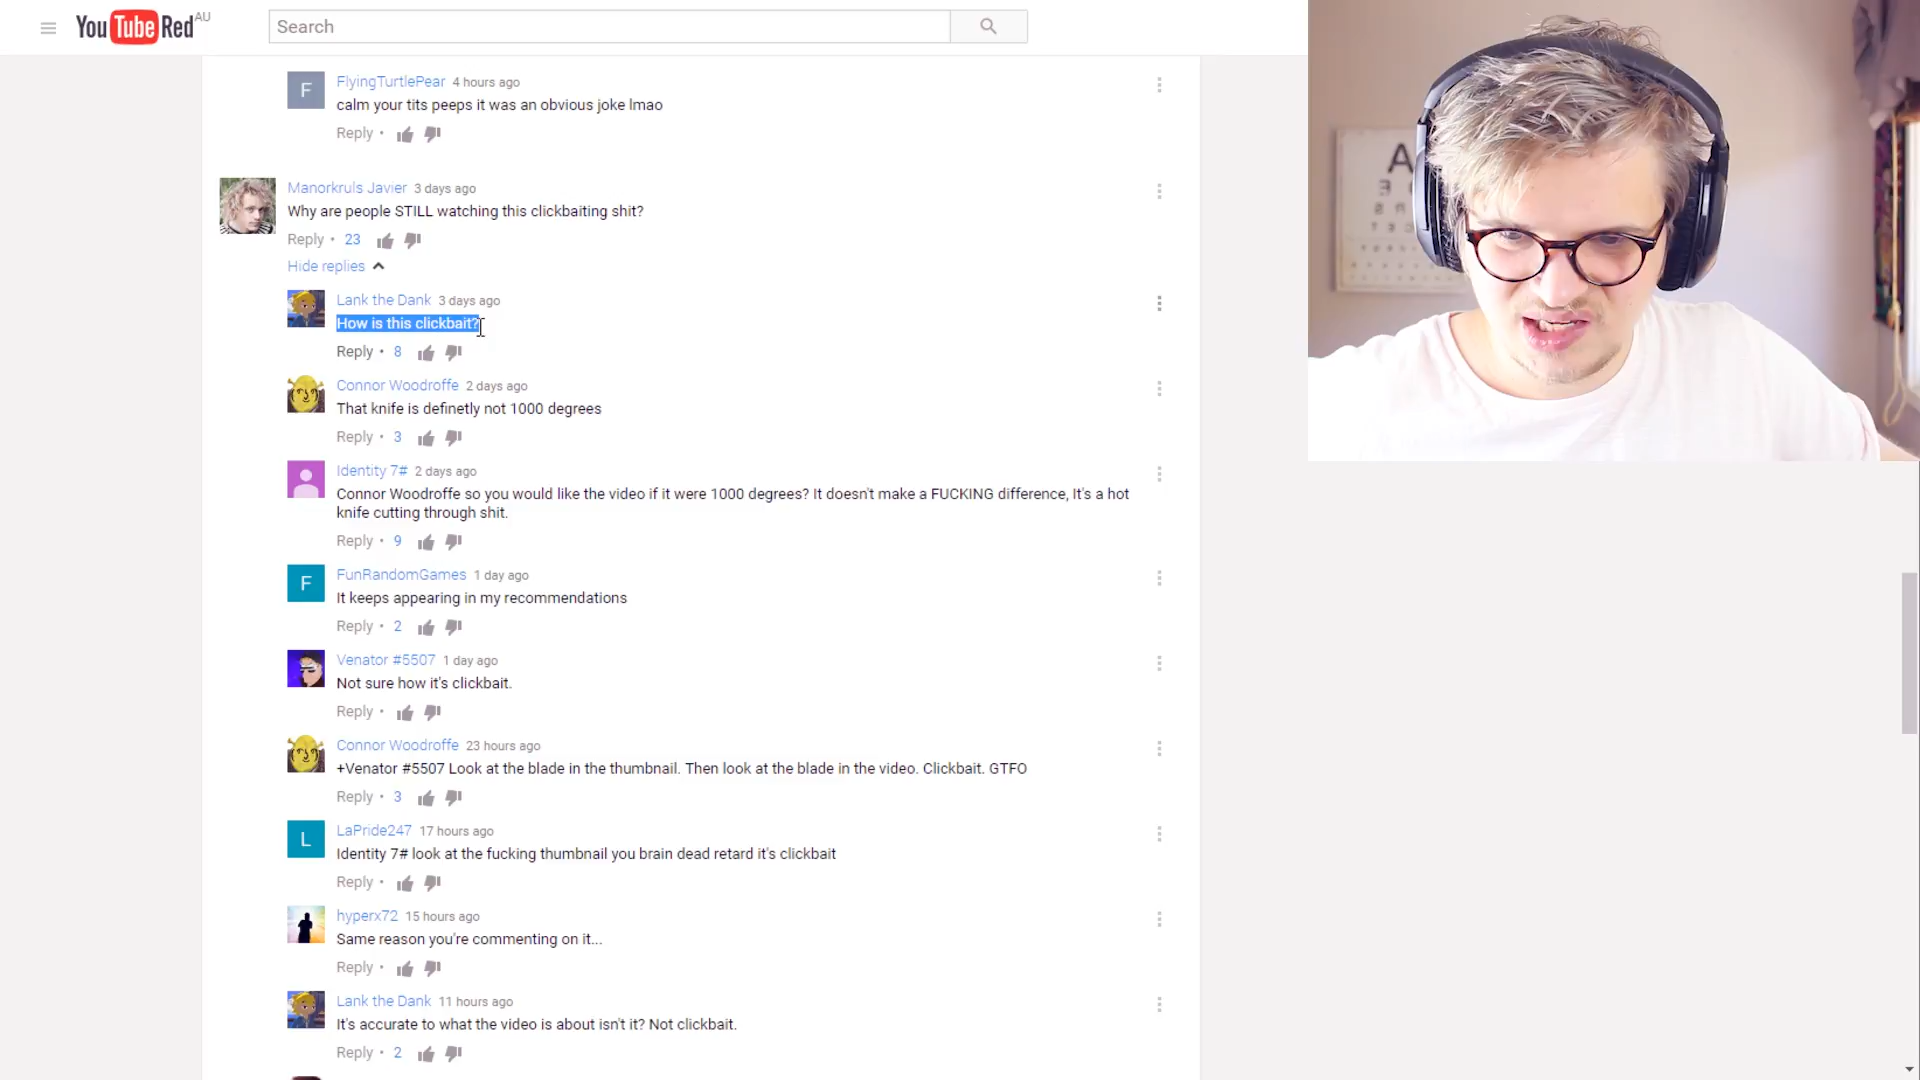 YouTube Red AU
Search
F
FlyingTurtlePear 4 hours ago
calm your tits peeps it was an obvious joke lmao
Reply •
Manorkruls Javier 3 days ago
Why are people STILL watching this clickbaiting shit?
Reply • 23
Hide replies
Lank the Dank 3 days ago
How is this clickbait?
Reply • 8
Connor Woodroffe 2 days ago
That knife is definetly not 1000 degrees
Reply • 3
Identity 7# 2 days ago
Connor Woodroffe so you would like the video if it were 1000 degrees? It doesn't make a FUCKING difference, It's a hot
knife cutting through shit.
Reply • 9
F
FunRandomGames 1 day ago
It keeps appearing in my recommendations
Reply • 2
Venator #5507 1 day ago
Not sure how it's clickbait.
Reply •
Connor Woodroffe 23 hours ago
+Venator #5507 Look at the blade in the thumbnail. Then look at the blade in the video. Clickbait. GTFO
Reply • 3
L
LaPride247 17 hours ago
Identity 7# look at the fucking thumbnail you brain dead retard it's clickbait
Reply •
hyperx72 15 hours ago
Same reason you're commenting on it...
Reply •
Lank the Dank 11 hours ago
It's accurate to what the video is about isn't it? Not clickbait.
Reply • 2
A